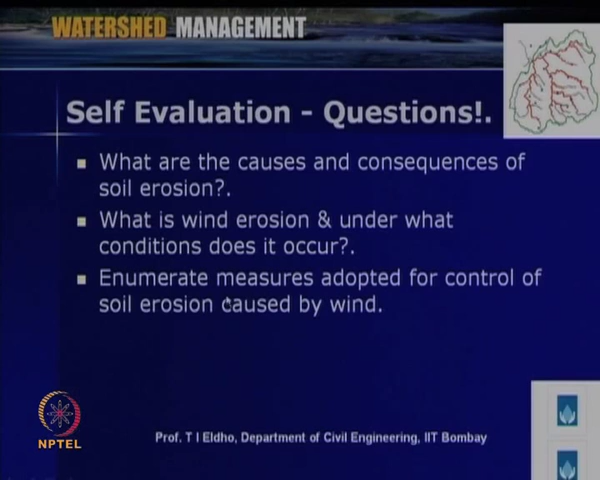 WATERSHED MANAGEMENT
Self Evaluation - Questions!.
What are the causes and consequences of
soil erosion?.
What is wind erosion & under what
conditions does it occur?.
Enumerate measures adopted for control of
soil erosion caused by wind.
NPTEL
Prof. T I Eldho, Department of Civil Engineering, IIT Bombay